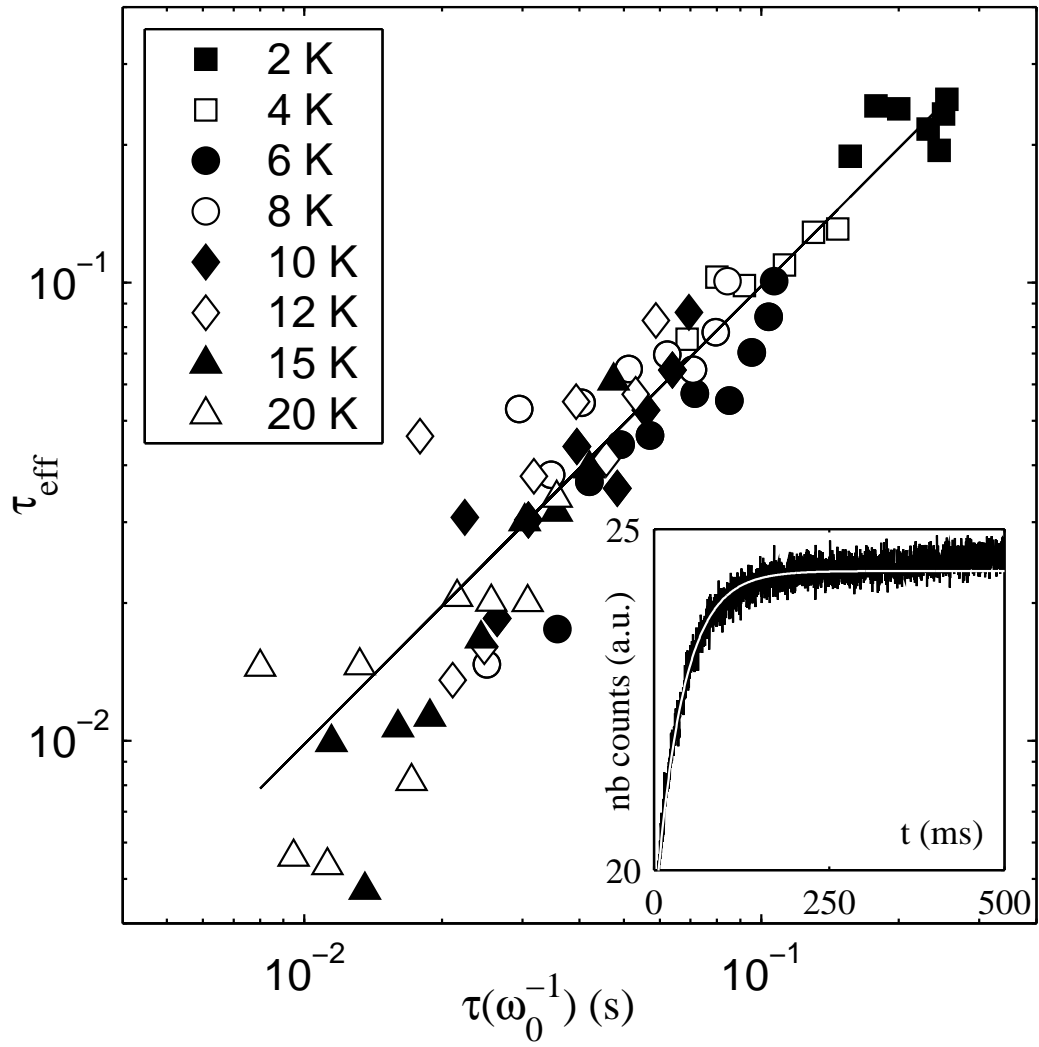 2 K
4 K
6 K
8 K
10 K
12 K
15 K
20 K
10⁻¹
10⁻²
τ_eff
10⁻² 10⁻¹
τ(ω₀⁻¹) (s)
25
20
nb counts (a.u.)
t (ms)
0 250 500